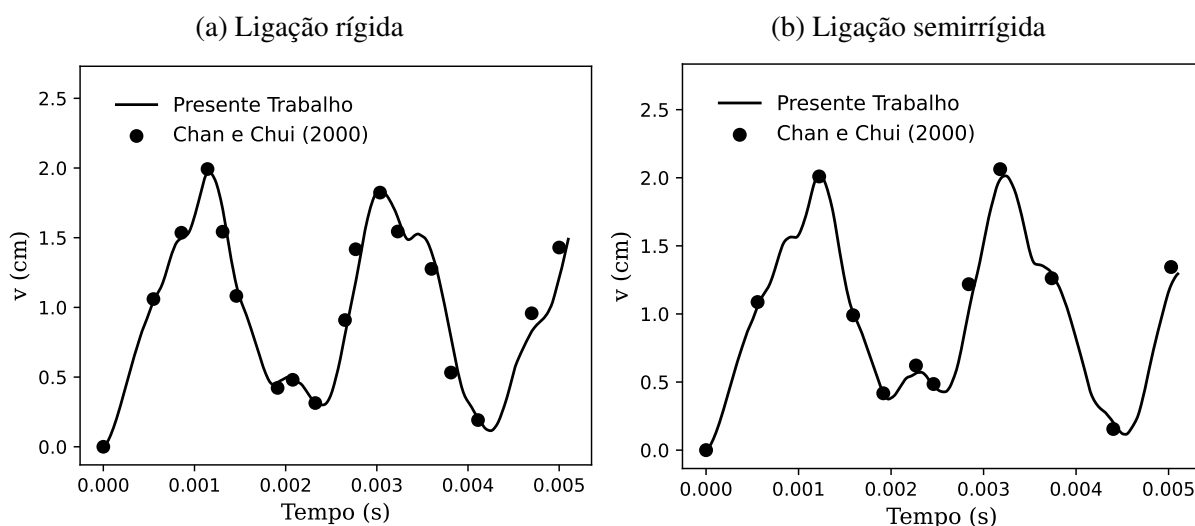 (a) Ligação rígida
2.5
2.0
1.5
1.0
0.5
0.0
v (cm)
Presente Trabalho
Chan e Chui (2000)
0.000 0.001 0.002 0.003 0.004 0.005
Tempo (s)
(b) Ligação semirrígida
2.5
2.0
1.5
1.0
0.5
0.0
v (cm)
Presente Trabalho
Chan e Chui (2000)
0.000 0.001 0.002 0.003 0.004 0.005
Tempo (s)